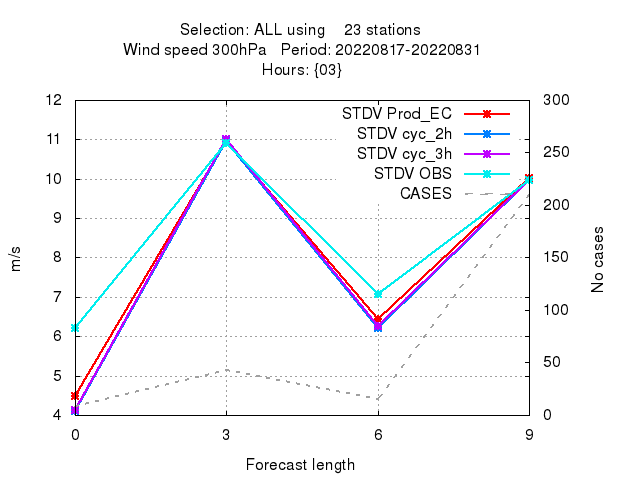 Selection: ALL using 23 stations
Wind speed 300hPa Period: 20220817-20220831
Hours: {03}
12
11
10
9
8
7
6
5
4
m/s
STDV Prod_EC
STDV cyc_2h
STDV cyc_3h
STDV OBS
CASES
300
250
200
150
100
50
0
No cases
0 3 6 9
Forecast length